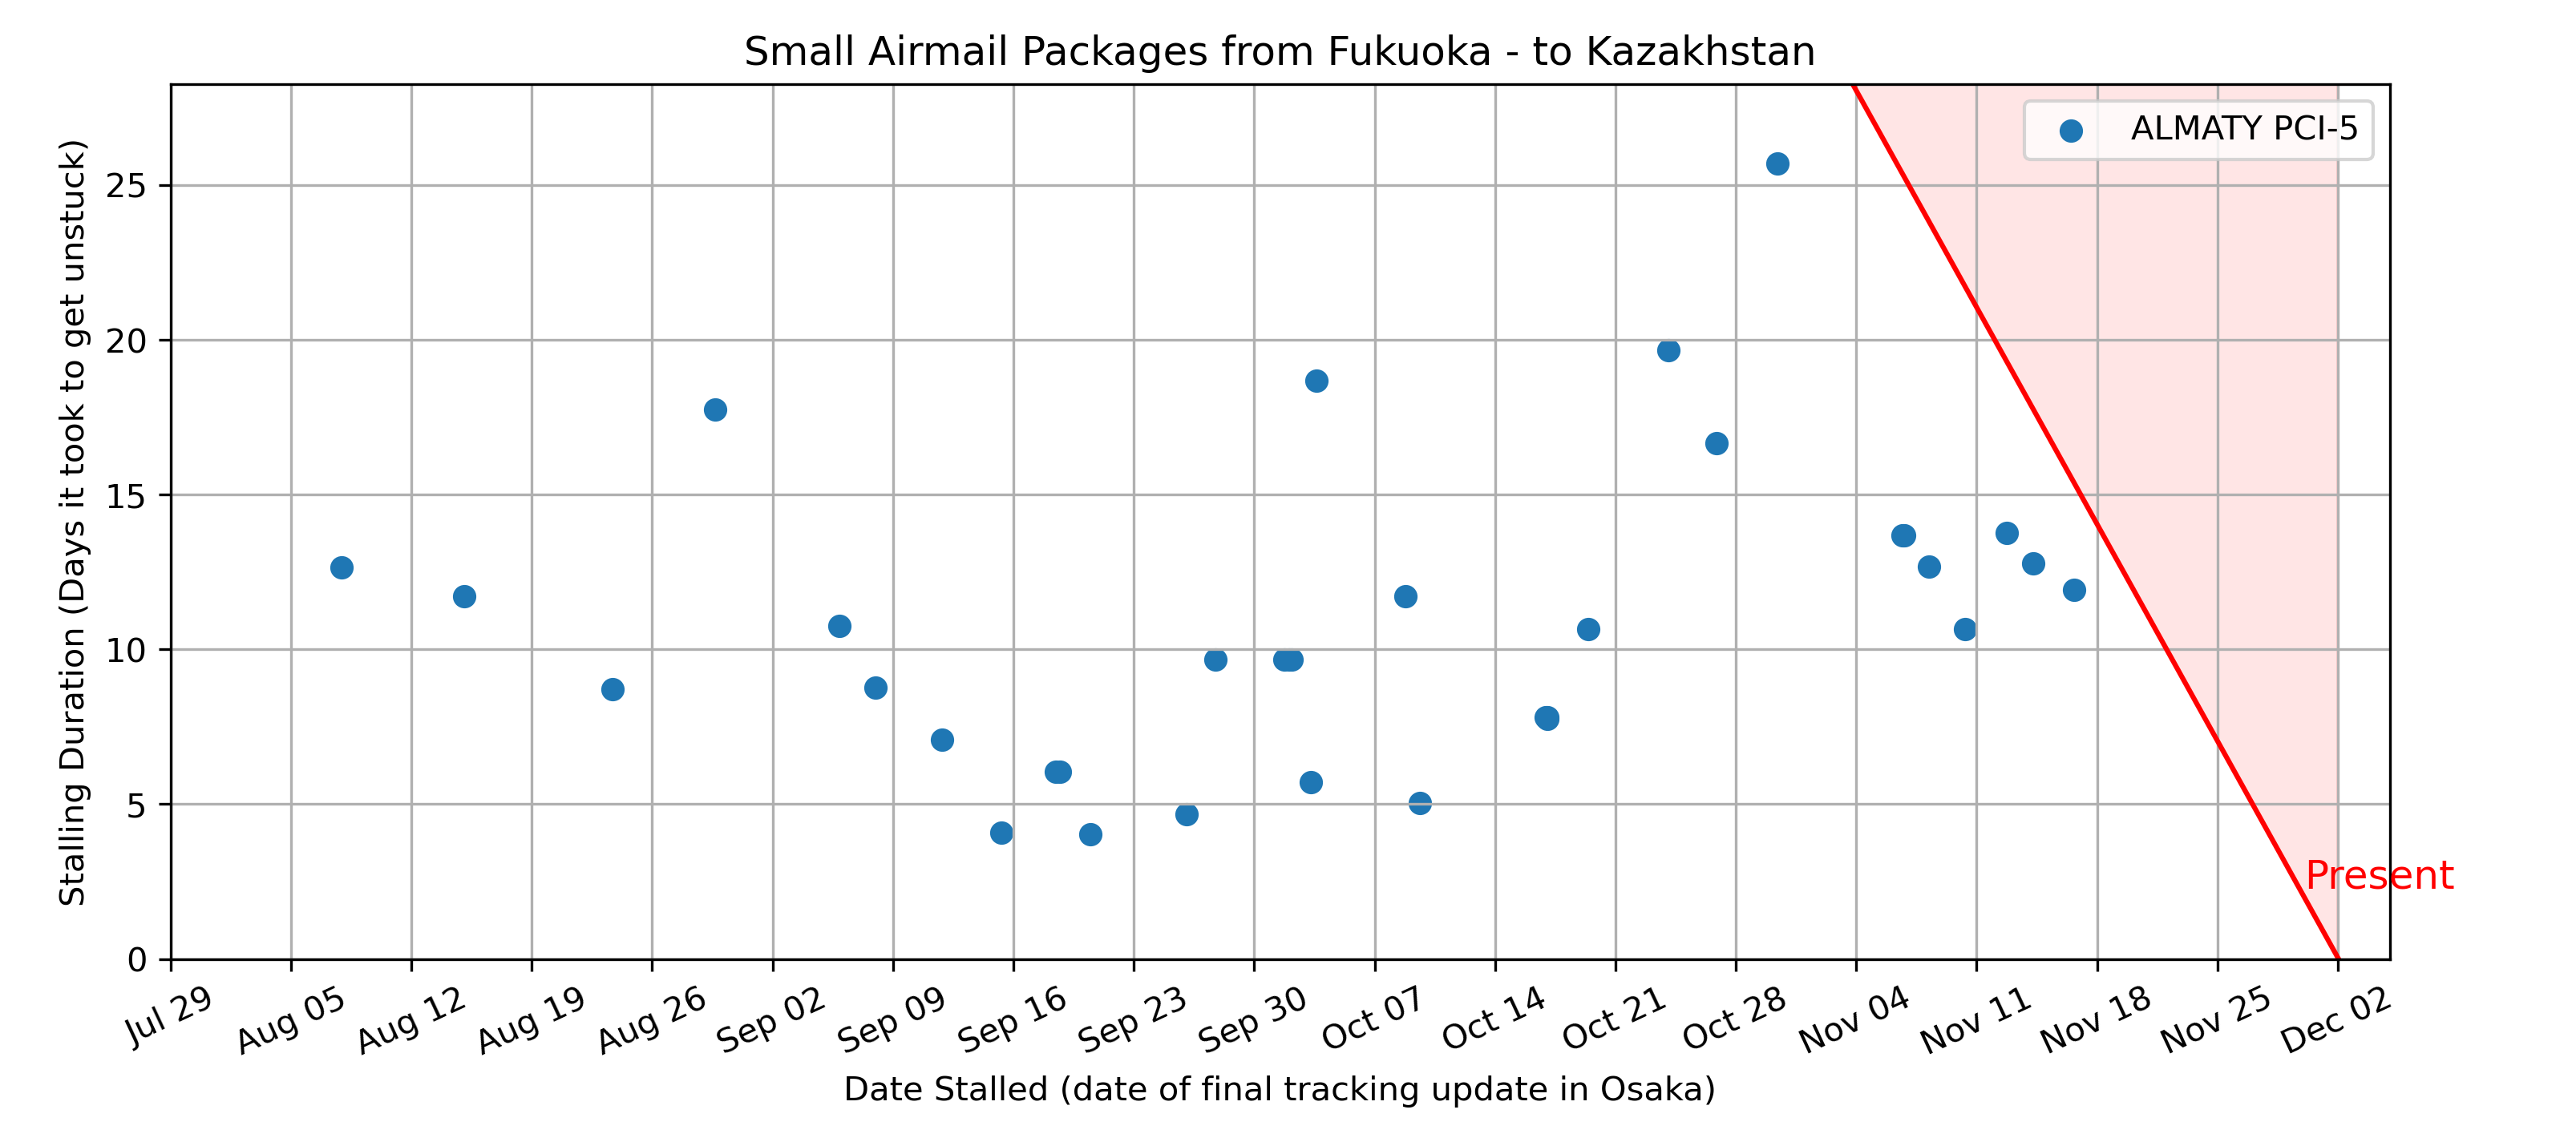 Small Airmail Packages from Fukuoka - to Kazakhstan
ALMATY PCI-5
Stalling Duration (Days it took to get unstuck)
25
20
15
10
5
0
Present
Jul 29
Aug 05
Aug 12
Aug 19
Aug 26
Sep 02
Sep 09
Sep 16
Sep 23
Sep 30
Oct 07
Oct 14
Oct 21
Oct 28
Nov 04
Nov 11
Nov 18
Nov 25
Dec 02
Date Stalled (date of final tracking update in Osaka)